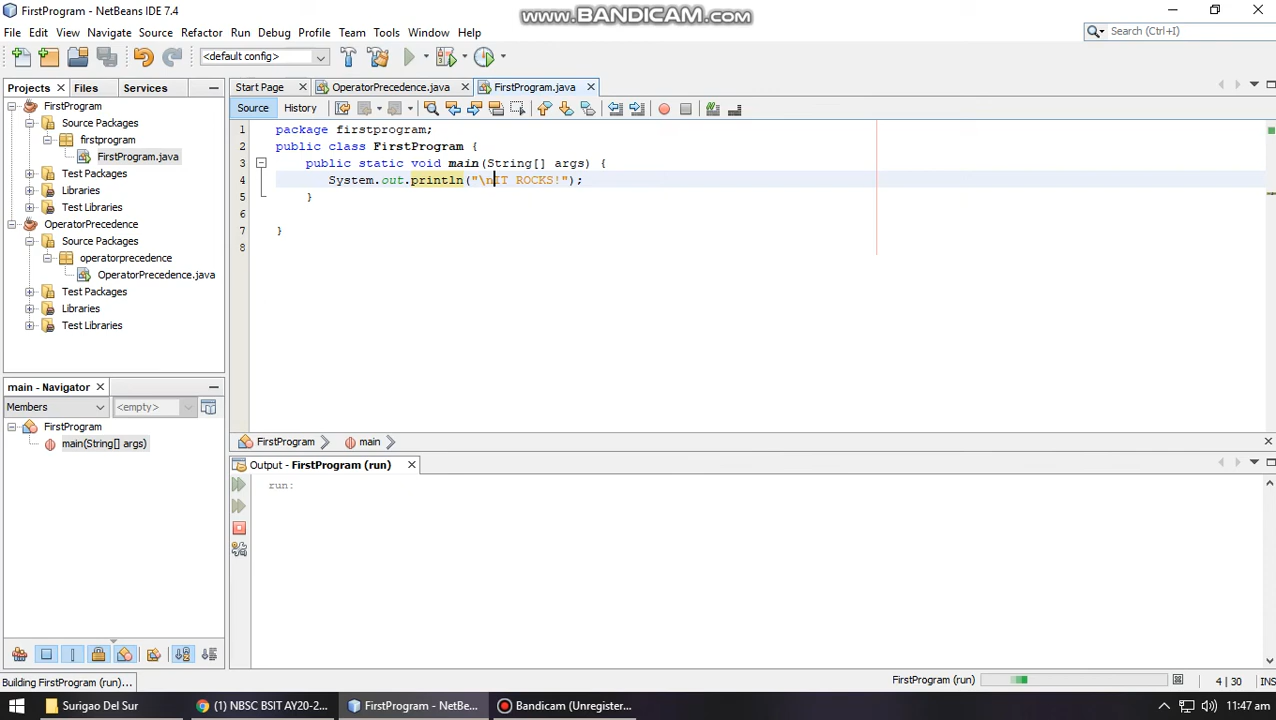 FirstProgram - NetBeans IDE 7.4
www.BANDICAM.com
File Edit View Navigate Source Refactor Run Debug Profile Team Tools Window Help
Search (Ctrl+I)
<default config>
Projects Files Services
Start Page OperatorPrecedence.java FirstProgram.java
Source History
FirstProgram
Source Packages
firstprogram
FirstProgram.java
Test Packages
Libraries
Test Libraries
OperatorPrecedence
Source Packages
operatorprecedence
OperatorPrecedence.java
Test Packages
Libraries
Test Libraries
1 package firstprogram;
2 public class FirstProgram {
3 public static void main(String[] args) {
4 System.out.println("\nIT ROCKS!");
5 }
6
7 }
8
main - Navigator
Members <empty>
FirstProgram
main(String[] args)
FirstProgram main
Output - FirstProgram (run)
run:
Building FirstProgram (run)...
FirstProgram (run) 4 | 30 INS
Surigao Del Sur (1) NBSC BSIT AY20-2... FirstProgram - NetBe... Bandicam (Unregister... 11:47 am